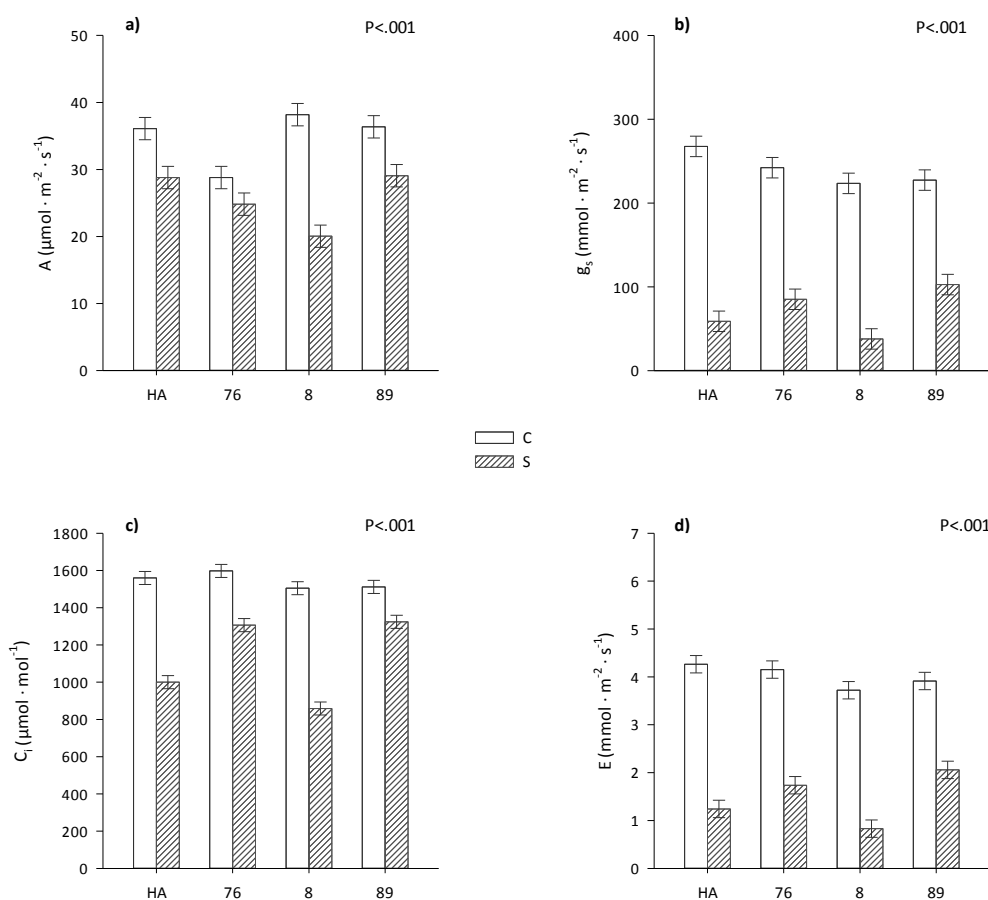 a)
P<.001
50
40
30
20
10
0
A (µmol · m⁻² · s⁻¹)
HA 76 8 89
b)
P<.001
400
300
200
100
0
gₛ (mmol · m⁻² · s⁻¹)
HA 76 8 89
C
S
c)
P<.001
1800
1600
1400
1200
1000
800
600
400
200
0
Cᵢ (µmol · mol⁻¹)
HA 76 8 89
d)
P<.001
7
6
5
4
3
2
1
0
E (mmol · m⁻² · s⁻¹)
HA 76 8 89